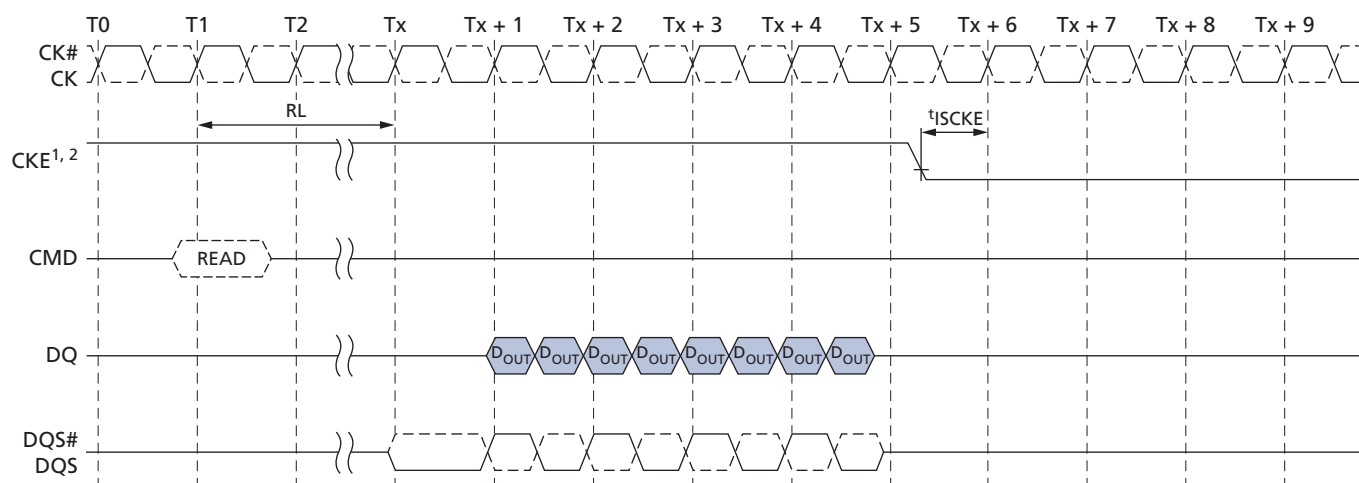 T0 T1 T2 Tx Tx + 1 Tx + 2 Tx + 3 Tx + 4 Tx + 5 Tx + 6 Tx + 7 Tx + 8 Tx + 9
CK#
CK
RL
tISCKE
CKE1, 2
CMD READ
DQ DOUT DOUT DOUT DOUT DOUT DOUT DOUT DOUT
DQS#
DQS